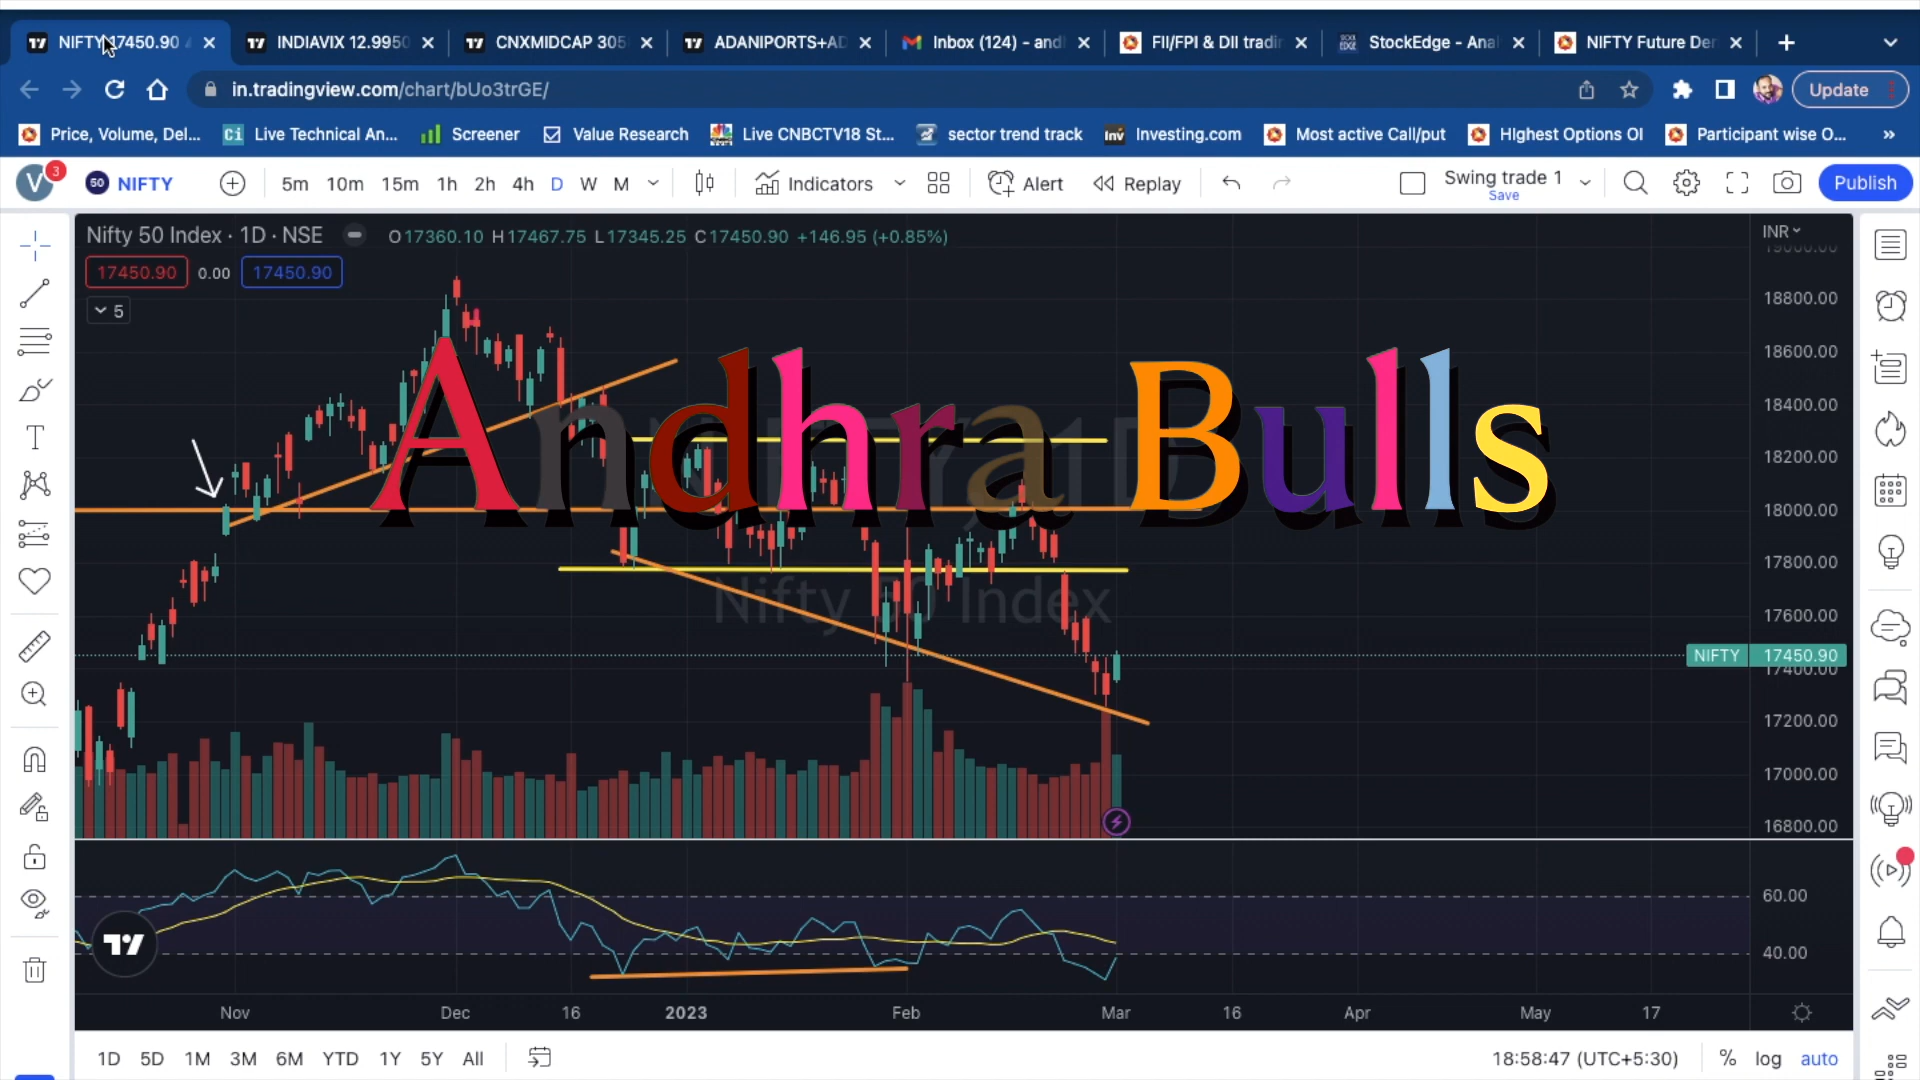 NIFTY 17450.90
INDIAVIX 12.9950
CNXMIDCAP 305
ADANIPORTS+AD
Inbox (124) - and
FII/FPI & DII tradin
StockEdge - Anal
NIFTY Future Der
in.tradingview.com/chart/bUo3trGE/
Update
Price, Volume, Del...
Live Technical An...
Screener
Value Research
Live CNBCTV18 St...
sector trend track
Investing.com
Most active Call/put
HIghest Options OI
Participant wise O...
»
V 3
50 NIFTY
5m 10m 15m 1h 2h 4h D W M
Indicators
Alert
Replay
Swing trade 1
Save
Publish
Nifty 50 Index · 1D · NSE
O17360.10 H17467.75 L17345.25 C17450.90 +146.95 (+0.85%)
INR
17450.90 0.00 17450.90
5
Andhra Bulls
Nifty 50 Index
19000.00
18800.00
18600.00
18400.00
18200.00
18000.00
17800.00
17600.00
NIFTY 17450.90
17400.00
17200.00
17000.00
16800.00
60.00
40.00
Nov Dec 16 2023 Feb Mar 16 Apr May 17
1D 5D 1M 3M 6M YTD 1Y 5Y All
18:58:47 (UTC+5:30) % log auto